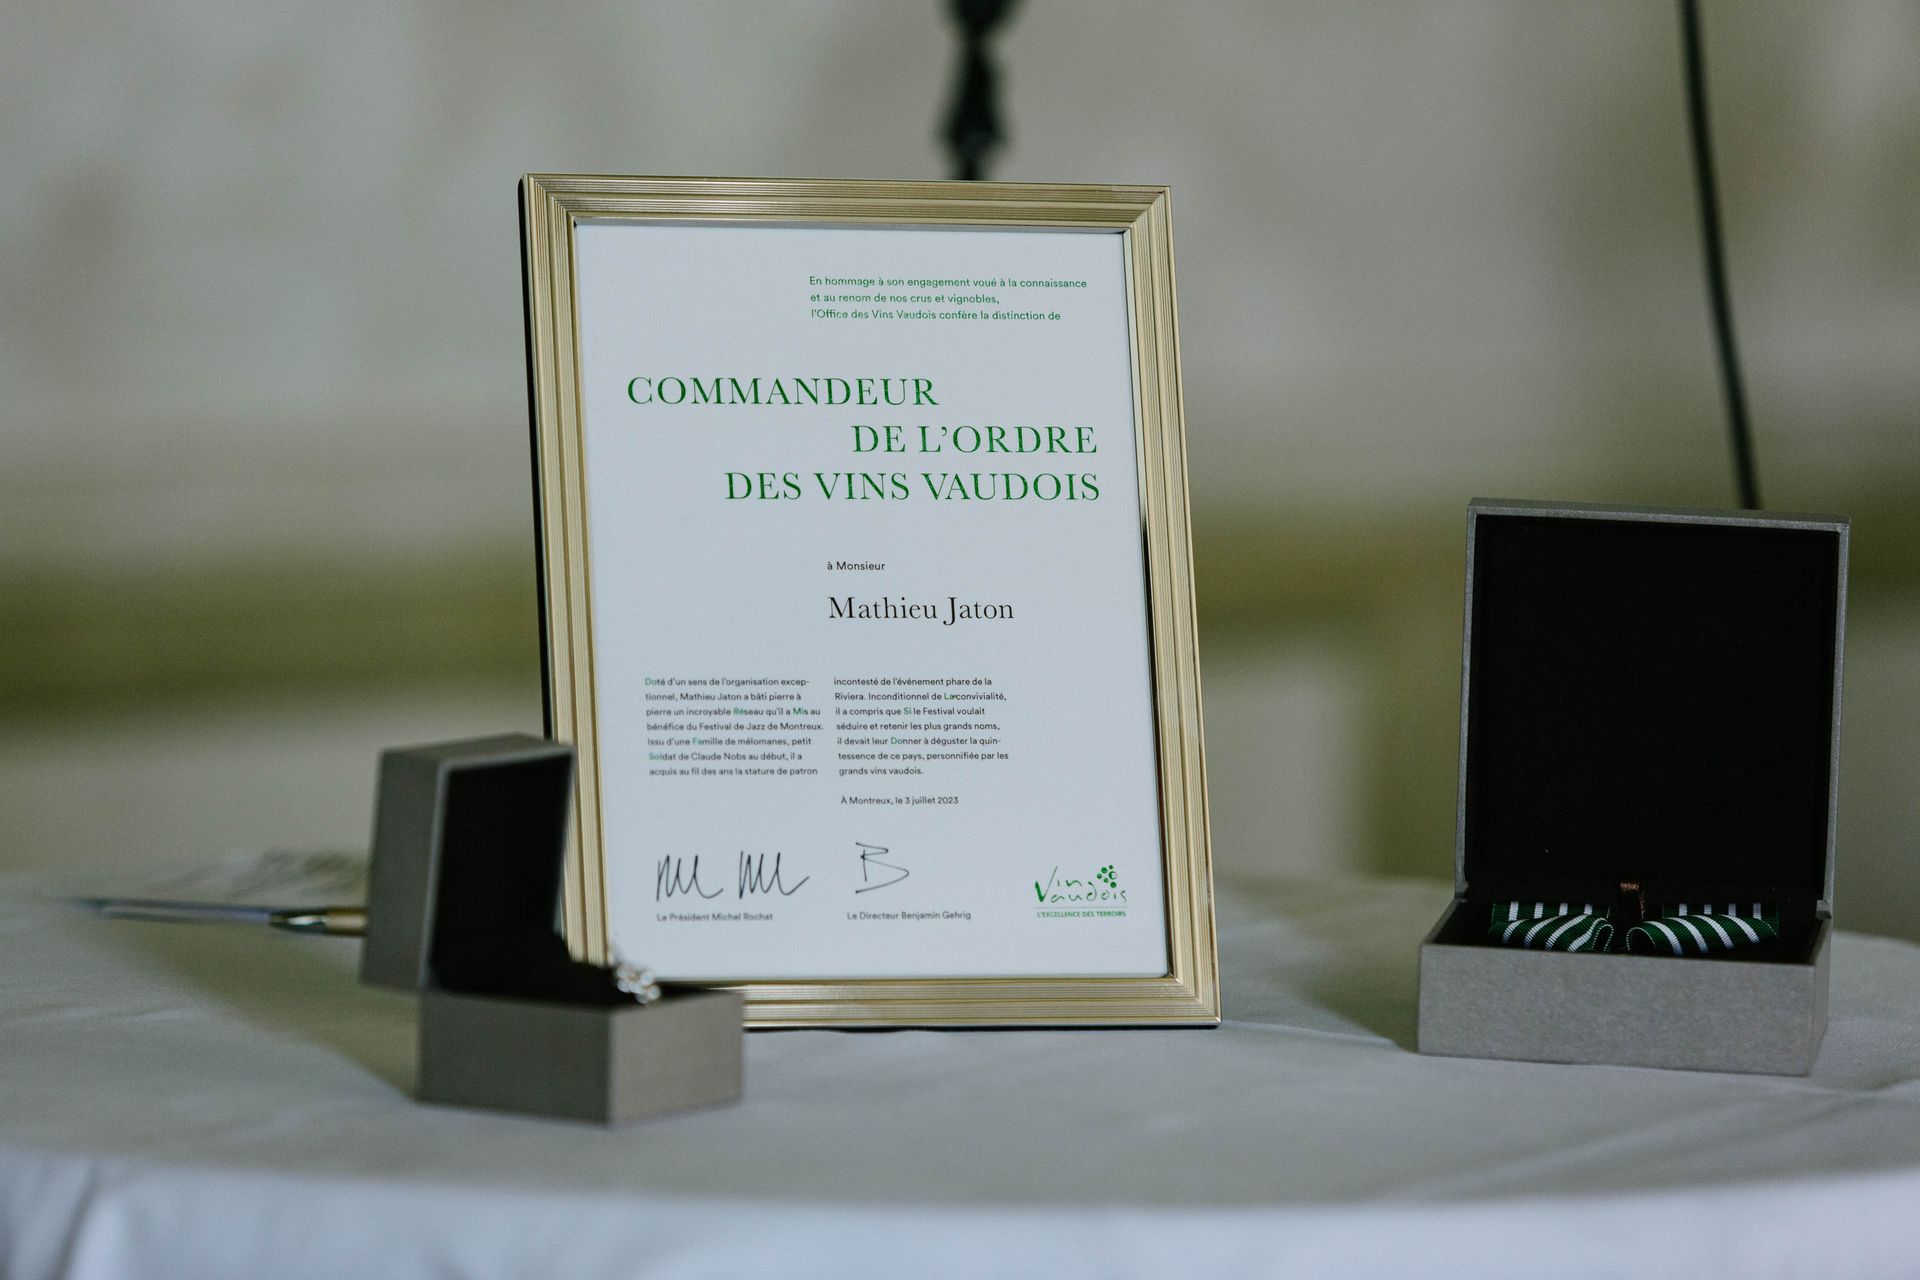 En hommage à son engagement voué à la connaissance
et au renom de nos crus et vignobles,
l'Office des Vins Vaudois confère la distinction de
COMMANDEUR
DE L'ORDRE
DES VINS VAUDOIS
à Monsieur
Mathieu Jaton
Doté d'un sens de l'organisation excep-
tionnel, Mathieu Jaton a bâti pierre à
pierre un incroyable Réseau qu'il a Mis au
bénéfice du Festival de Jazz de Montreux.
Issu d'une Famille de mélomanes, petit
Soldat de Claude Nobs au début, il a
acquis au fil des ans la stature de patron
incontesté de l'événement phare de la
Riviera. Inconditionnel de La convivialité,
il a compris que Si le Festival voulait
séduire et retenir les plus grands noms,
il devait leur Donner à déguster la quin-
tessence de ce pays, personnifiée par les
grands vins vaudois.
À Montreux, le 3 juillet 2023
Le Président Michel Rochat
Le Directeur Benjamin Gehrig
Vins
Vaudois
L'EXCELLENCE DES TERROIRS